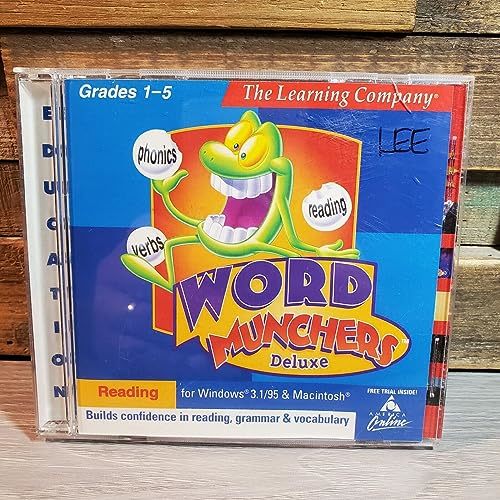 Grades 1–5
The Learning Company®
LEE
EDUCATION
phonics
reading
verbs
WORD
MUNCHERS™
Deluxe
Reading
for Windows® 3.1/95 & Macintosh®
FREE TRIAL INSIDE!
AMERICA
Online
Builds confidence in reading, grammar & vocabulary